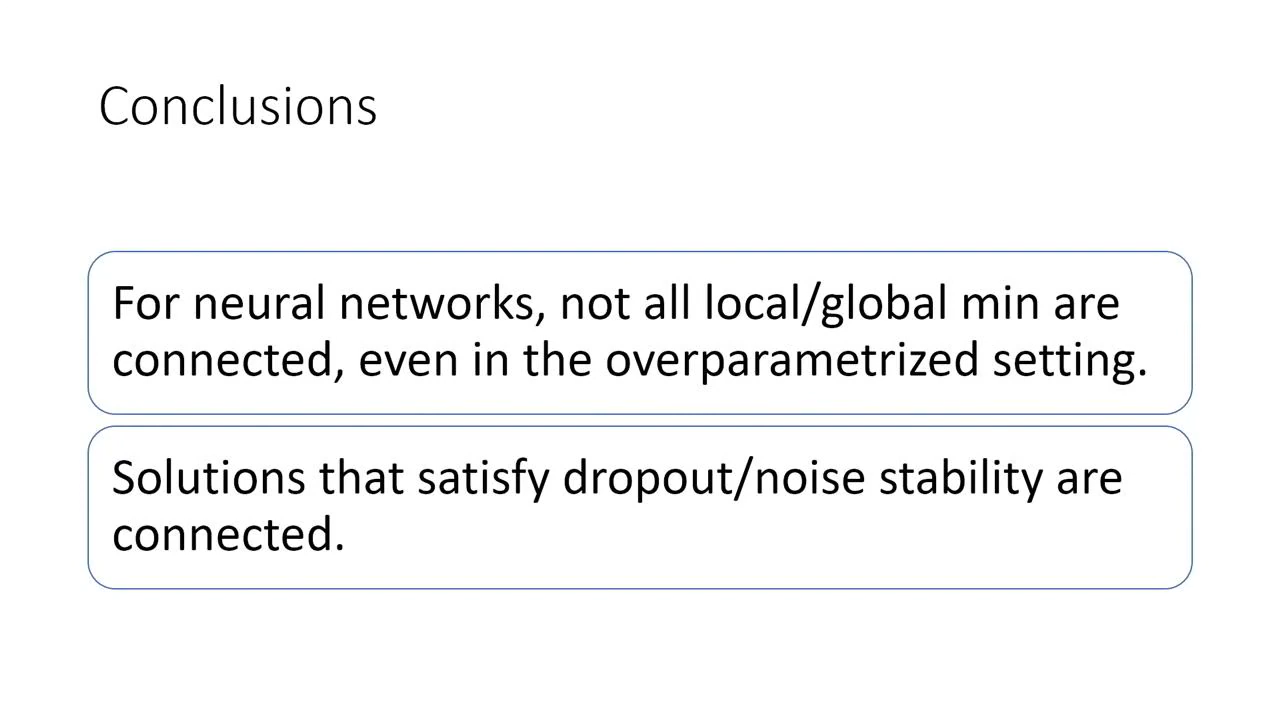 Conclusions
For neural networks, not all local/global min are
connected, even in the overparametrized setting.
Solutions that satisfy dropout/noise stability are
connected.